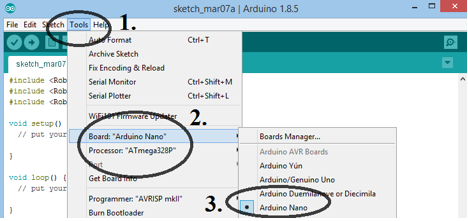 sketch_mar07a | Arduino 1.8.5
File Edit Sketch Tools Help
1.
Auto Format Ctrl+T
sketch_mar07
Archive Sketch
Fix Encoding & Reload
#include <Rob
Serial Monitor Ctrl+Shift+M
#include <Rob
Serial Plotter Ctrl+Shift+L
#include <Rob
WiFi101 Firmware Updater
2.
void setup()
Board: "Arduino Nano"
Boards Manager...
// put your
Processor: "ATmega328P"
Arduino AVR Boards
Port
Arduino Yún
}
Get Board Info
Arduino/Genuino Uno
void loop() {
Programmer: "AVRISP mkII"
Arduino Duemilanove or Diecimila
// put your
Burn Bootloader
3.
Arduino Nano